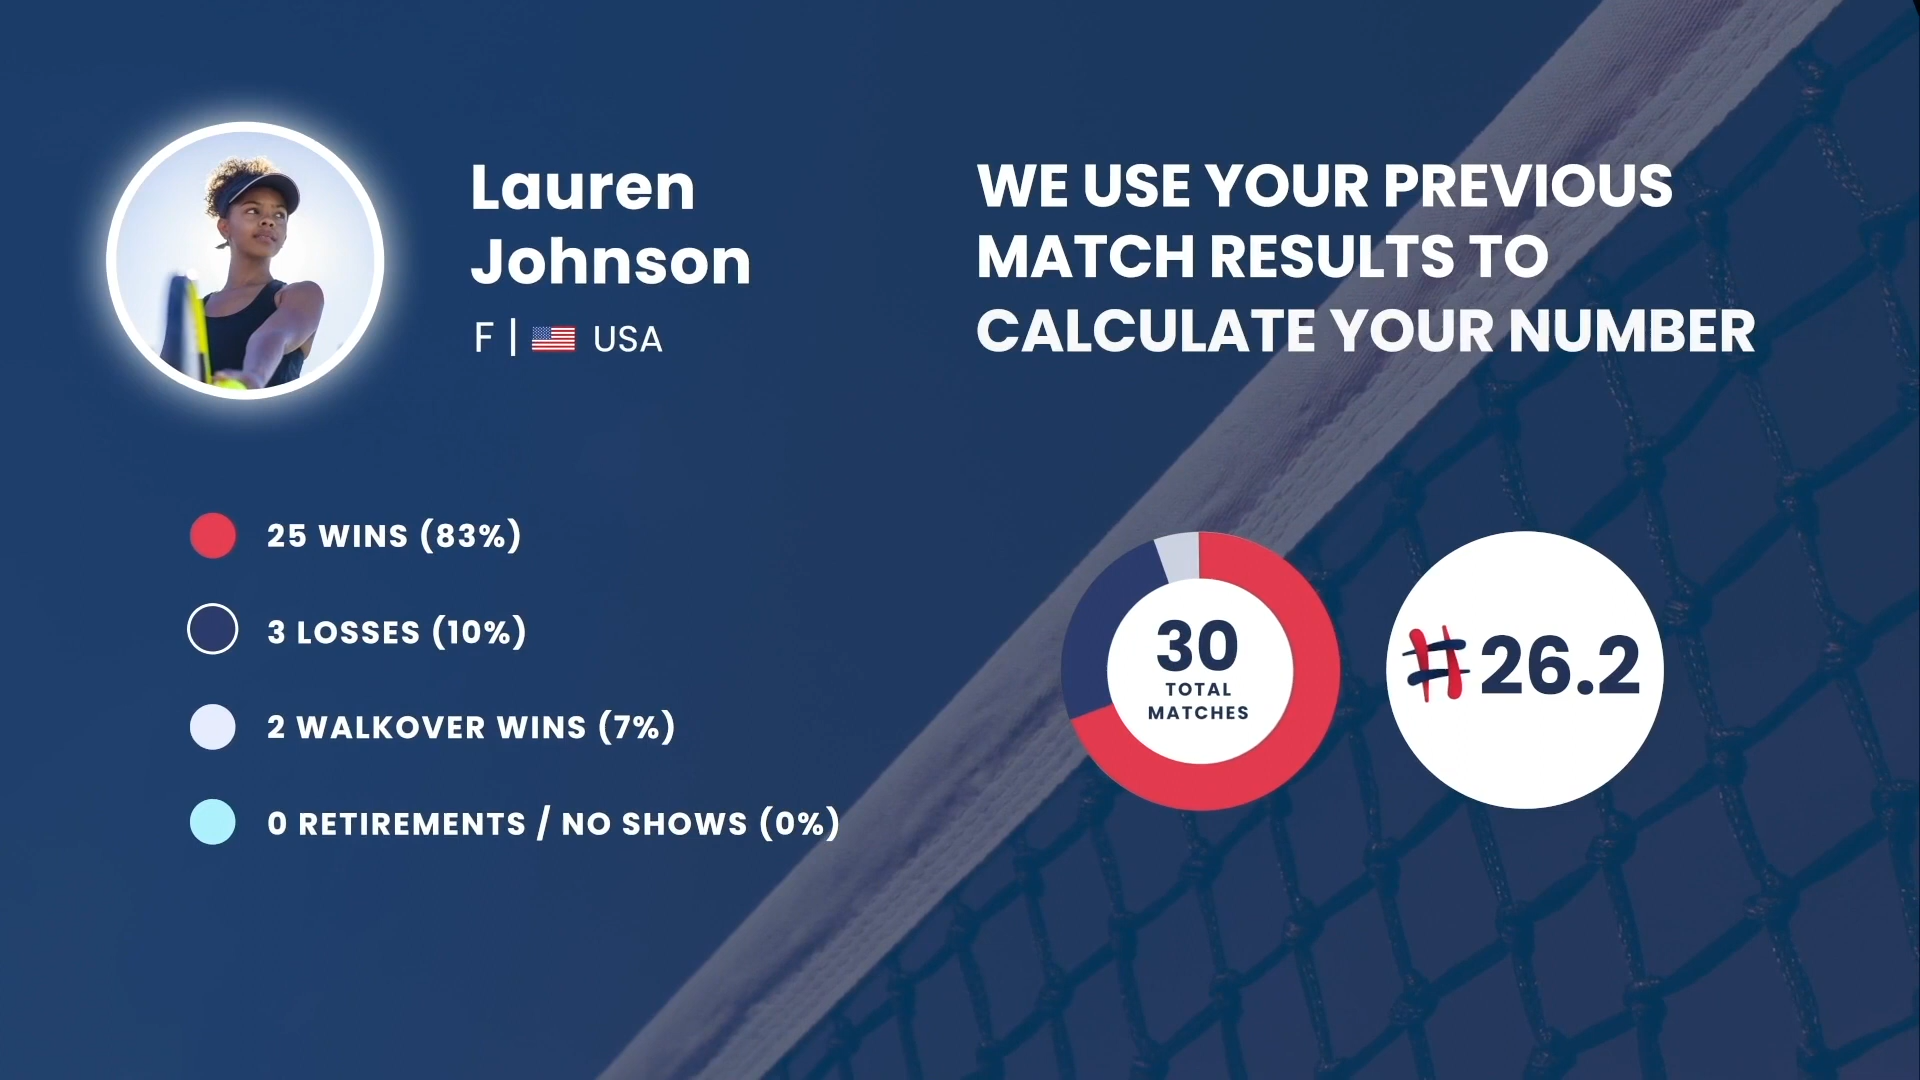 Lauren
Johnson
F | USA
WE USE YOUR PREVIOUS
MATCH RESULTS TO
CALCULATE YOUR NUMBER
25 WINS (83%)
3 LOSSES (10%)
2 WALKOVER WINS (7%)
0 RETIREMENTS / NO SHOWS (0%)
30
TOTAL
MATCHES
#26.2